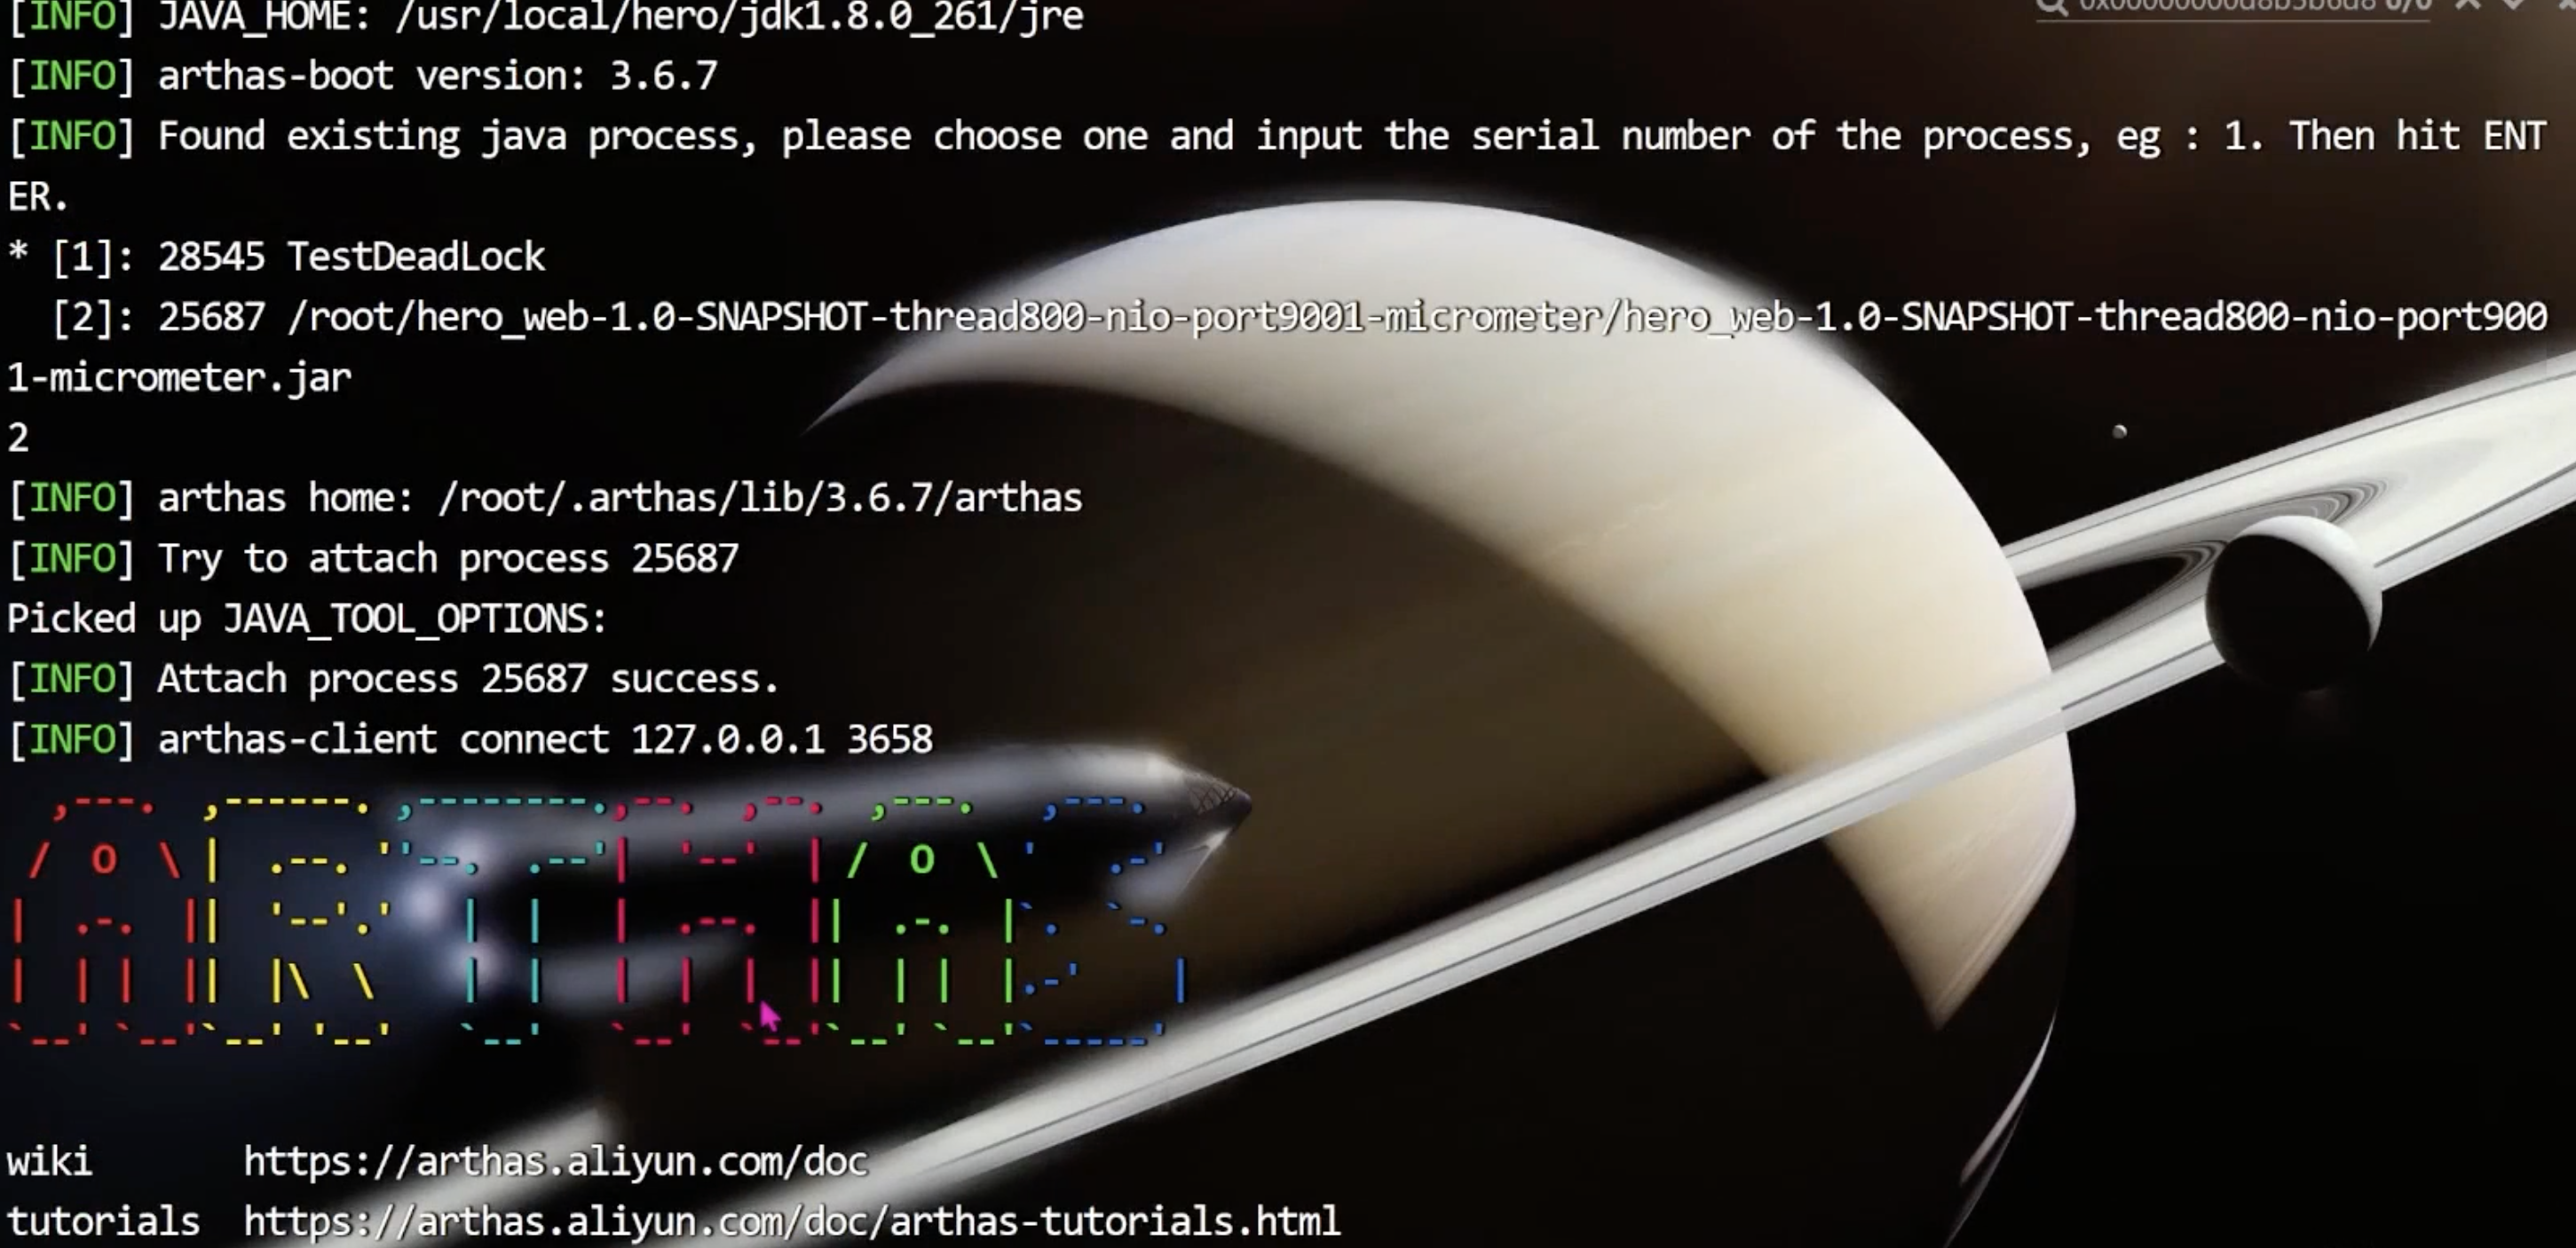 [INFO] JAVA_HOME: /usr/local/hero/jdk1.8.0_261/jre
[INFO] arthas-boot version: 3.6.7
[INFO] Found existing java process, please choose one and input the serial number of the process, eg : 1. Then hit ENT
ER.
* [1]: 28545 TestDeadLock
  [2]: 25687 /root/hero_web-1.0-SNAPSHOT-thread800-nio-port9001-micrometer/hero_web-1.0-SNAPSHOT-thread800-nio-port900
1-micrometer.jar
2
[INFO] arthas home: /root/.arthas/lib/3.6.7/arthas
[INFO] Try to attach process 25687
Picked up JAVA_TOOL_OPTIONS:
[INFO] Attach process 25687 success.
[INFO] arthas-client connect 127.0.0.1 3658
ARTHAS
wiki       https://arthas.aliyun.com/doc
tutorials  https://arthas.aliyun.com/doc/arthas-tutorials.html